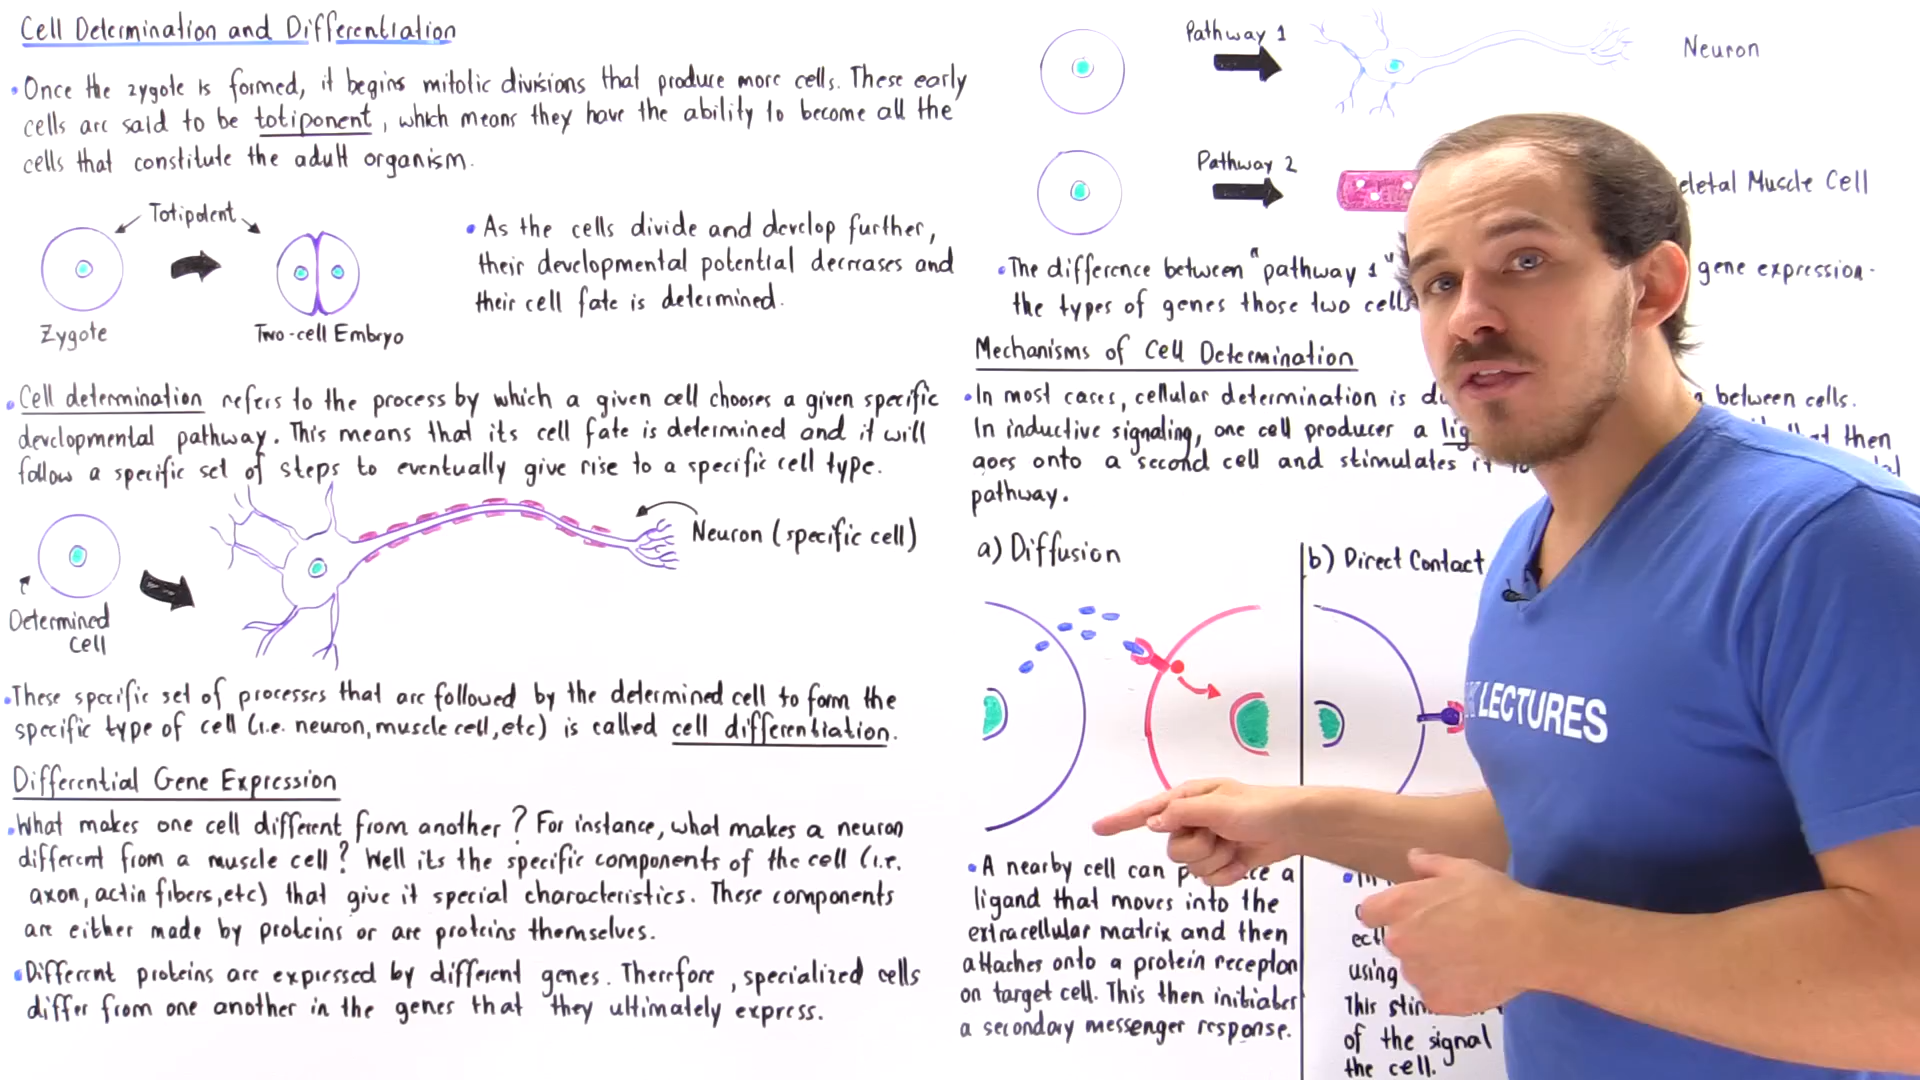 Cell Determination and Differentiation
• Once the zygote is formed, it begins mitotic divisions that produce more cells. These early
cells are said to be totiponent, which means they have the ability to become all the
cells that constitute the adult organism.
Totipotent
Zygote
Two-cell Embryo
• As the cells divide and develop further,
their developmental potential decreases and
their cell fate is determined.
• Cell determination refers to the process by which a given cell chooses a given specific
developmental pathway. This means that its cell fate is determined and it will
follow a specific set of steps to eventually give rise to a specific cell type.
Neuron (specific cell)
Determined
Cell
• These specific set of processes that are followed by the determined cell to form the
specific type of cell (i.e. neuron, muscle cell, etc) is called cell differentiation.
Differential Gene Expression
• What makes one cell different from another? For instance, what makes a neuron
different from a muscle cell? Well its the specific components of the cell (i.e.
axon, actin fibers, etc) that give it special characteristics. These components
are either made by proteins or are proteins themselves.
• Different proteins are expressed by different genes. Therefore, specialized cells
differ from one another in the genes that they ultimately express.
Pathway 1
Neuron
Pathway 2
eletal Muscle Cell
• The difference between "pathway 1" gene expression-
the types of genes those two cells
Mechanisms of Cell Determination
• In most cases, cellular determination is between cells.
In inductive signaling, one cell producer a then
goes onto a second cell and stimulates it to
pathway.
a) Diffusion
b) Direct Contact
• A nearby cell can a
ligand that moves into the
extracellular matrix and then
attaches onto a protein receptor
on target cell. This then initiates
a secondary messenger response.
• In
using
This
of the signal
the cell.
LECTURES